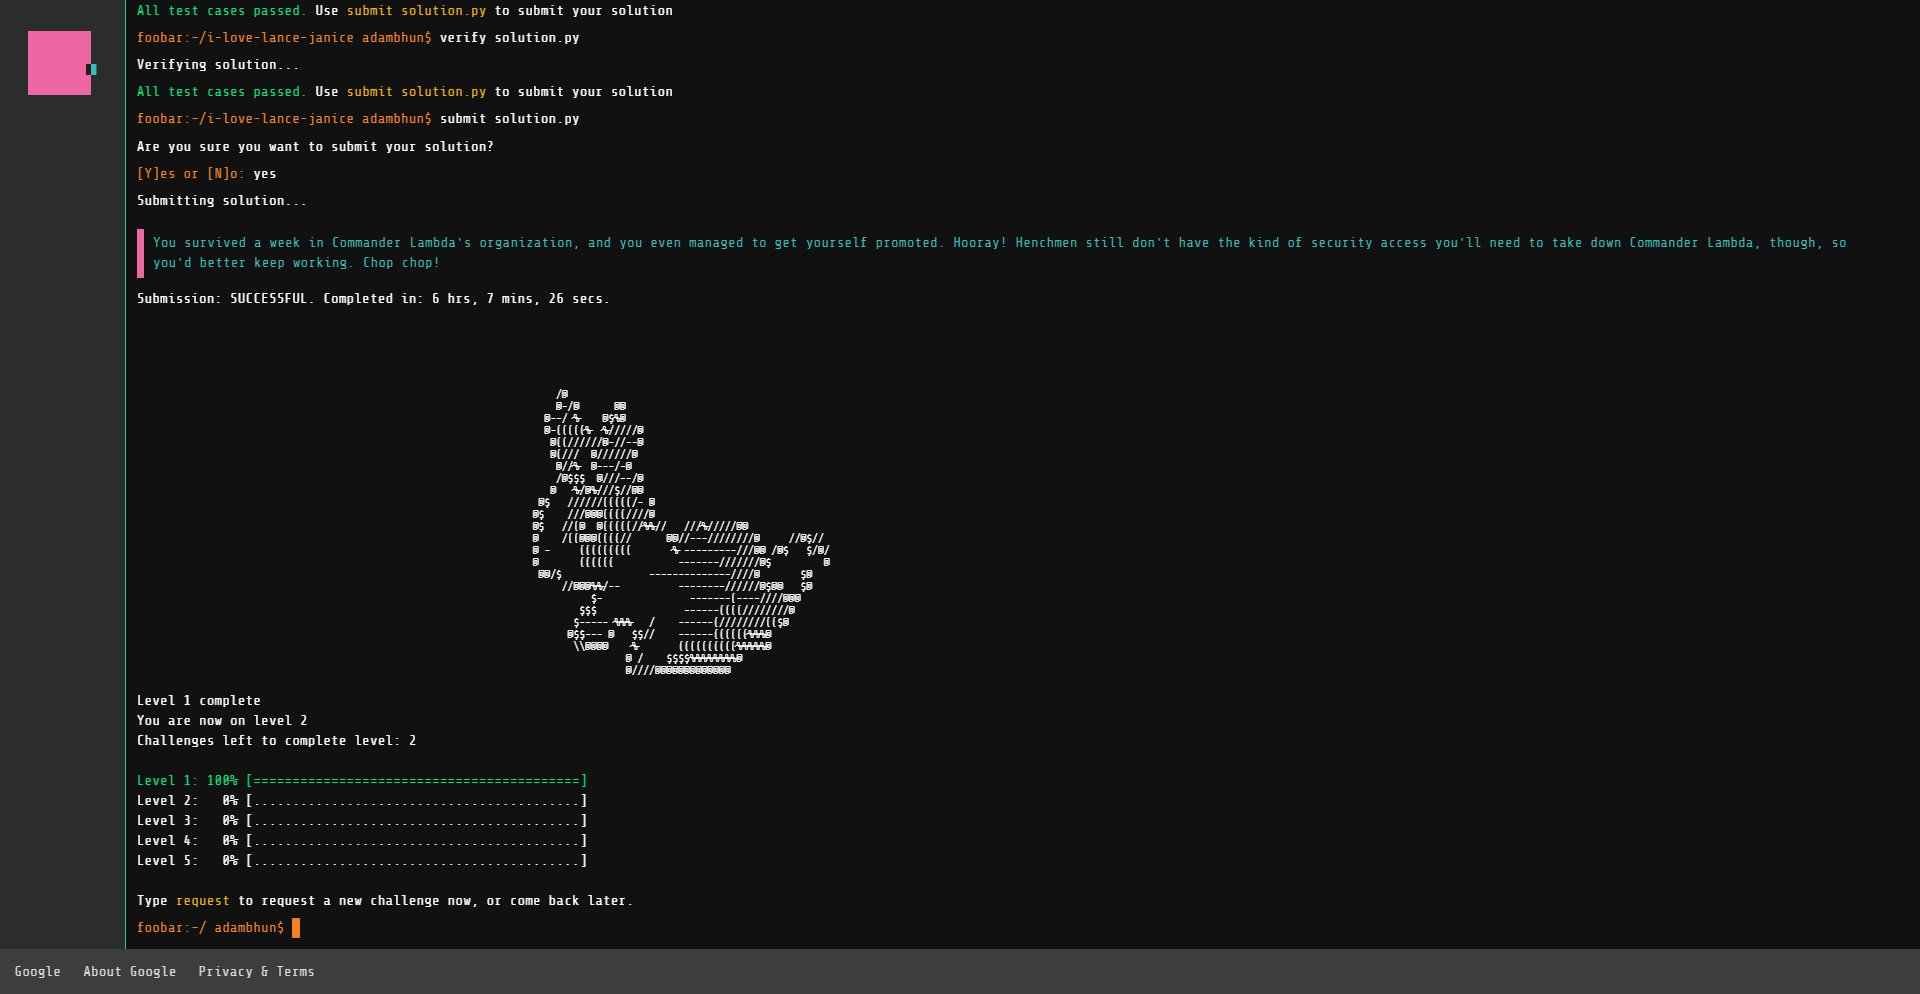 All test cases passed. Use submit solution.py to submit your solution
foobar:~/i-love-lance-janice adambhun$ verify solution.py
Verifying solution...
All test cases passed. Use submit solution.py to submit your solution
foobar:~/i-love-lance-janice adambhun$ submit solution.py
Are you sure you want to submit your solution?
[Y]es or [N]o: yes
Submitting solution...
You survived a week in Commander Lambda's organization, and you even managed to get yourself promoted. Hooray! Henchmen still don't have the kind of security access you'll need to take down Commander Lambda, though, so
you'd better keep working. Chop chop!
Submission: SUCCESSFUL. Completed in: 6 hrs, 7 mins, 26 secs.
Level 1 complete
You are now on level 2
Challenges left to complete level: 2
Level 1: 100% [==========================================]
Level 2:   0% [..........................................]
Level 3:   0% [..........................................]
Level 4:   0% [..........................................]
Level 5:   0% [..........................................]
Type request to request a new challenge now, or come back later.
foobar:~/ adambhun$
Google About Google Privacy & Terms